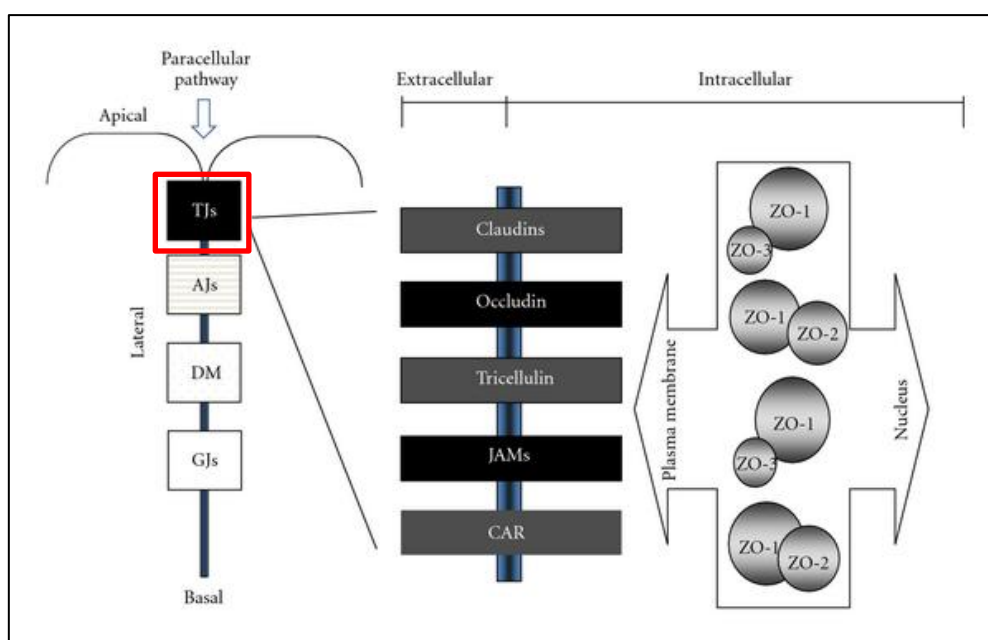 Paracellular
pathway
Apical
TJs
AJs
Lateral
DM
GJs
Basal
Extracellular
Intracellular
Claudins
Occludin
Tricellulin
JAMs
CAR
Plasma membrane
ZO-1
ZO-3
ZO-1
ZO-2
ZO-1
ZO-3
ZO-1
ZO-2
Nucleus